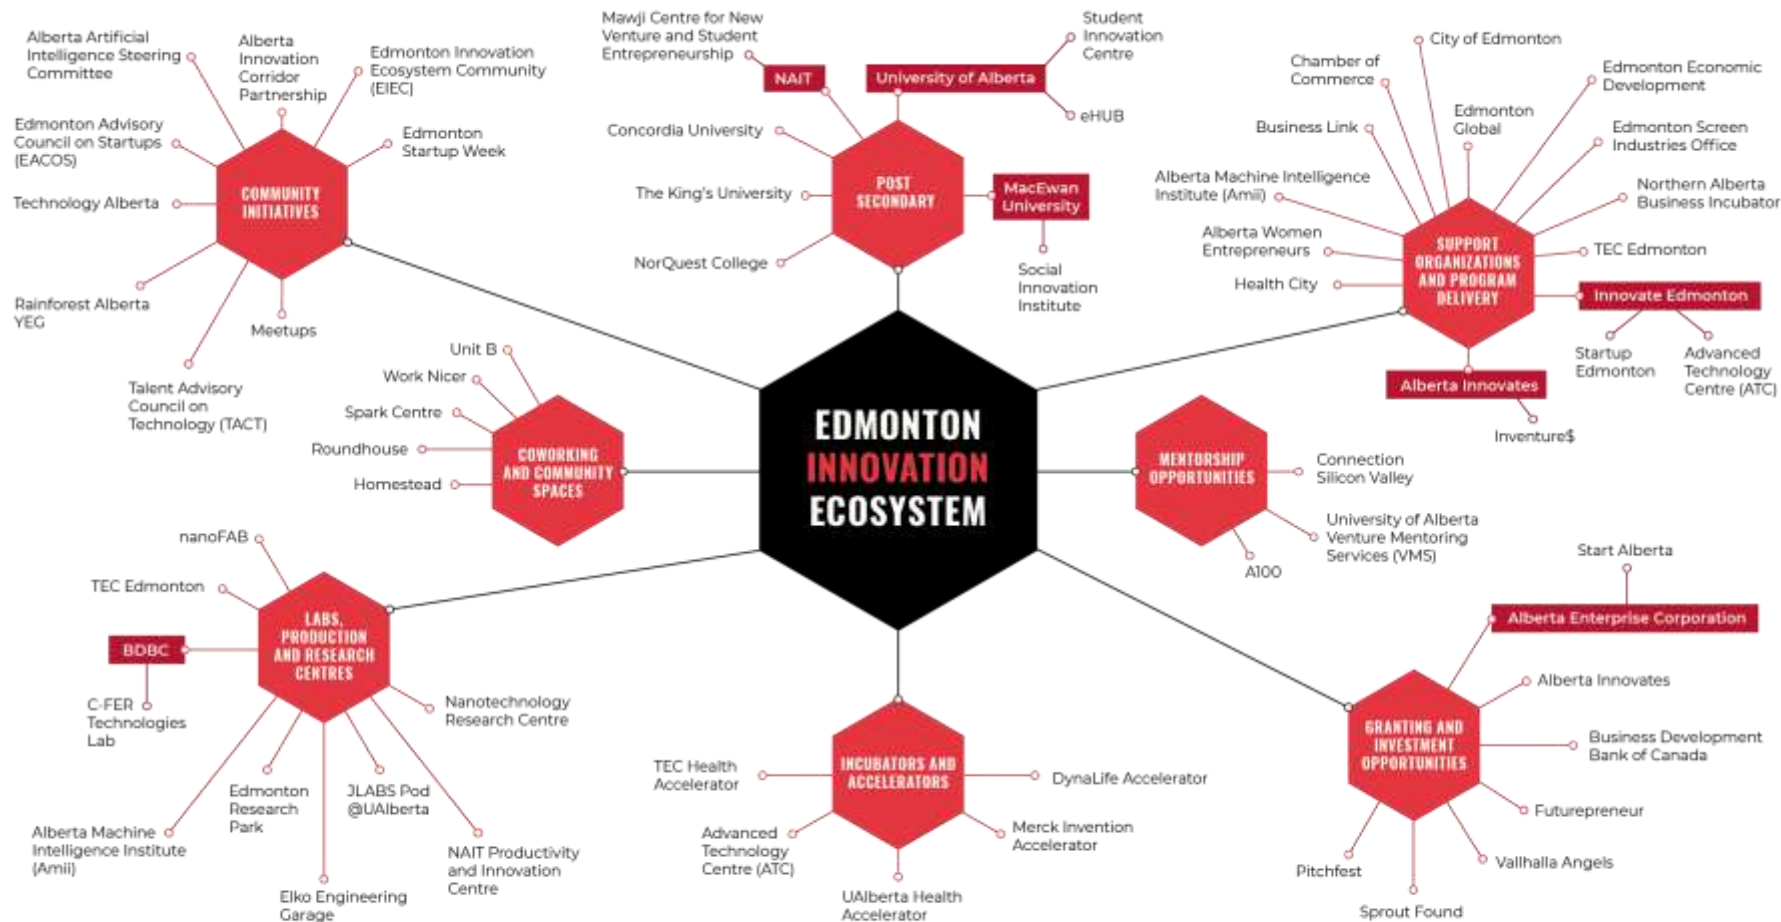 Alberta Artificial
Intelligence Steering
Committee
Alberta
Innovation
Corridor
Partnership
Edmonton Innovation
Ecosystem Community
(EIEC)
Edmonton Advisory
Council on Startups
(EACOS)
Edmonton
Startup Week
Technology Alberta
COMMUNITY
INITIATIVES
Rainforest Alberta
YEG
Meetups
Talent Advisory
Council on
Technology (TACT)
Mawji Centre for New
Venture and Student
Entrepreneurship
NAIT
University of Alberta
Student
Innovation
Centre
eHUB
Concordia University
The King's University
NorQuest College
POST
SECONDARY
MacEwan
University
Social
Innovation
Institute
City of Edmonton
Chamber of
Commerce
Business Link
Edmonton
Global
Edmonton Economic
Development
Edmonton Screen
Industries Office
Alberta Machine Intelligence
Institute (Amii)
Northern Alberta
Business Incubator
Alberta Women
Entrepreneurs
TEC Edmonton
Health City
SUPPORT
ORGANIZATIONS
AND PROGRAM
DELIVERY
Innovate Edmonton
Startup
Edmonton
Advanced
Technology
Centre (ATC)
Alberta Innovates
Inventure$
Unit B
Work Nicer
Spark Centre
Roundhouse
Homestead
COWORKING
AND COMMUNITY
SPACES
EDMONTON
INNOVATION
ECOSYSTEM
MENTORSHIP
OPPORTUNITIES
Connection
Silicon Valley
University of Alberta
Venture Mentoring
Services (VMS)
A100
nanoFAB
TEC Edmonton
BDBC
C-FER
Technologies
Lab
LABS,
PRODUCTION
AND RESEARCH
CENTRES
Nanotechnology
Research Centre
Edmonton
Research
Park
JLABS Pod
@UAlberta
Alberta Machine
Intelligence Institute
(Amii)
NAIT Productivity
and Innovation
Centre
Elko Engineering
Garage
INCUBATORS AND
ACCELERATORS
TEC Health
Accelerator
DynaLife Accelerator
Advanced
Technology
Centre (ATC)
Merck Invention
Accelerator
UAlberta Health
Accelerator
Start Alberta
Alberta Enterprise Corporation
Alberta Innovates
GRANTING AND
INVESTMENT
OPPORTUNITIES
Business Development
Bank of Canada
Futurepreneur
Vallhalla Angels
Pitchfest
Sprout Found